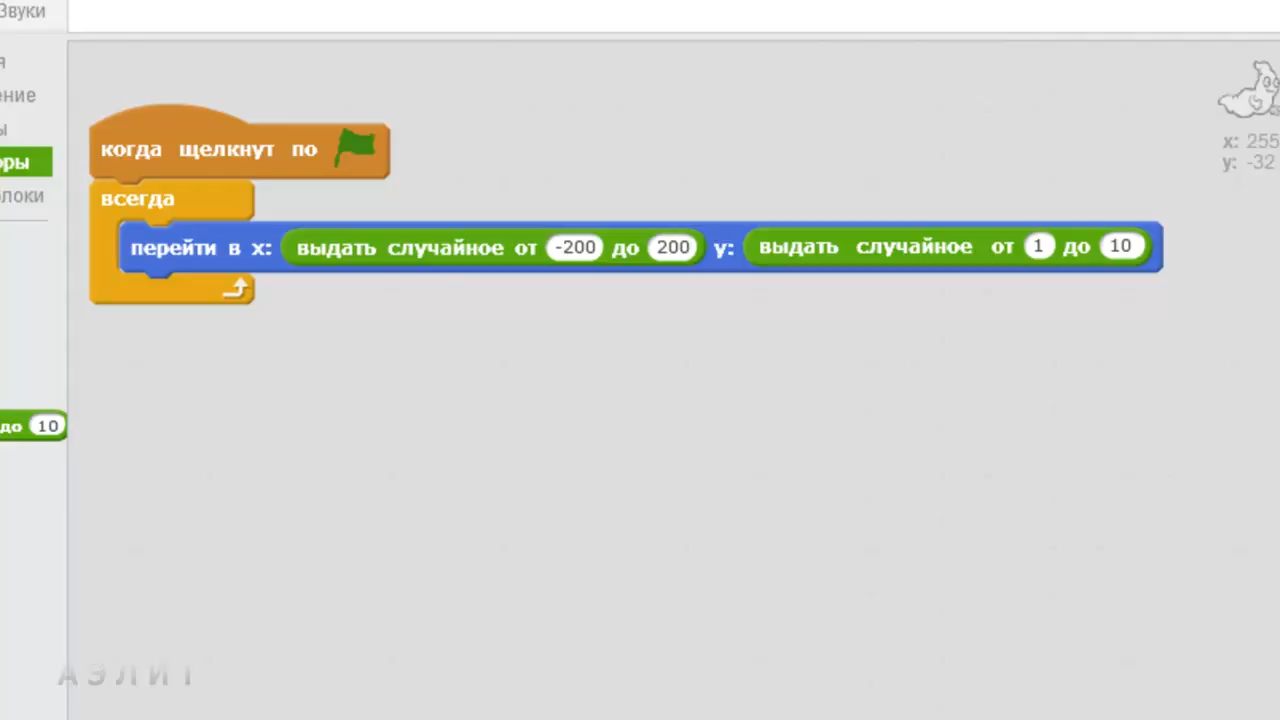 Звуки
я
ение
ы
оры
локи
когда щелкнут по
всегда
перейти в x: выдать случайное от -200 до 200 у: выдать случайное от 1 до 10
x: 255
y: -32
до 10
АЭЛИТ